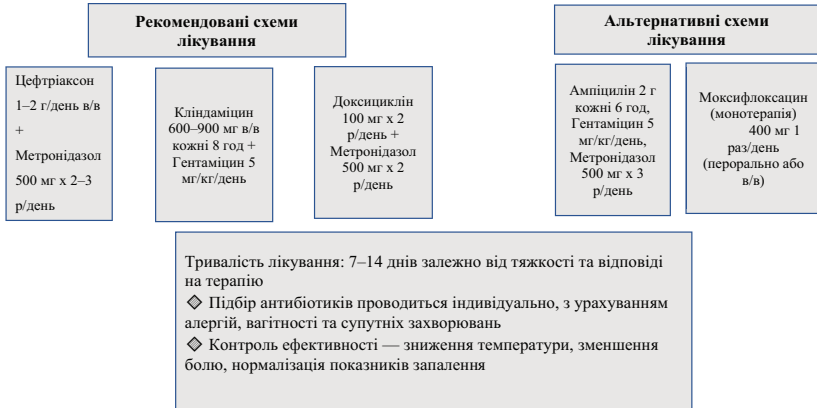 Рекомендовані схеми
лікування
Альтернативні схеми
лікування
Цефтріаксон
1–2 г/день в/в
+
Метронідазол
500 мг х 2–3
р/день
Кліндаміцин
600–900 мг в/в
кожні 8 год +
Гентаміцин 5
мг/кг/день
Доксициклін
100 мг х 2
р/день +
Метронідазол
500 мг х 2
р/день
Ампіцилін 2 г
кожні 6 год,
Гентаміцин 5
мг/кг/день,
Метронідазол
500 мг х 3
р/день
Моксифлоксацин
(монотерапія)
400 мг 1
раз/день
(перорально або
в/в)
Тривалість лікування: 7–14 днів залежно від тяжкості та відповіді
на терапію
◆ Підбір антибіотиків проводиться індивідуально, з урахуванням
алергій, вагітності та супутніх захворювань
◆ Контроль ефективності — зниження температури, зменшення
болю, нормалізація показників запалення